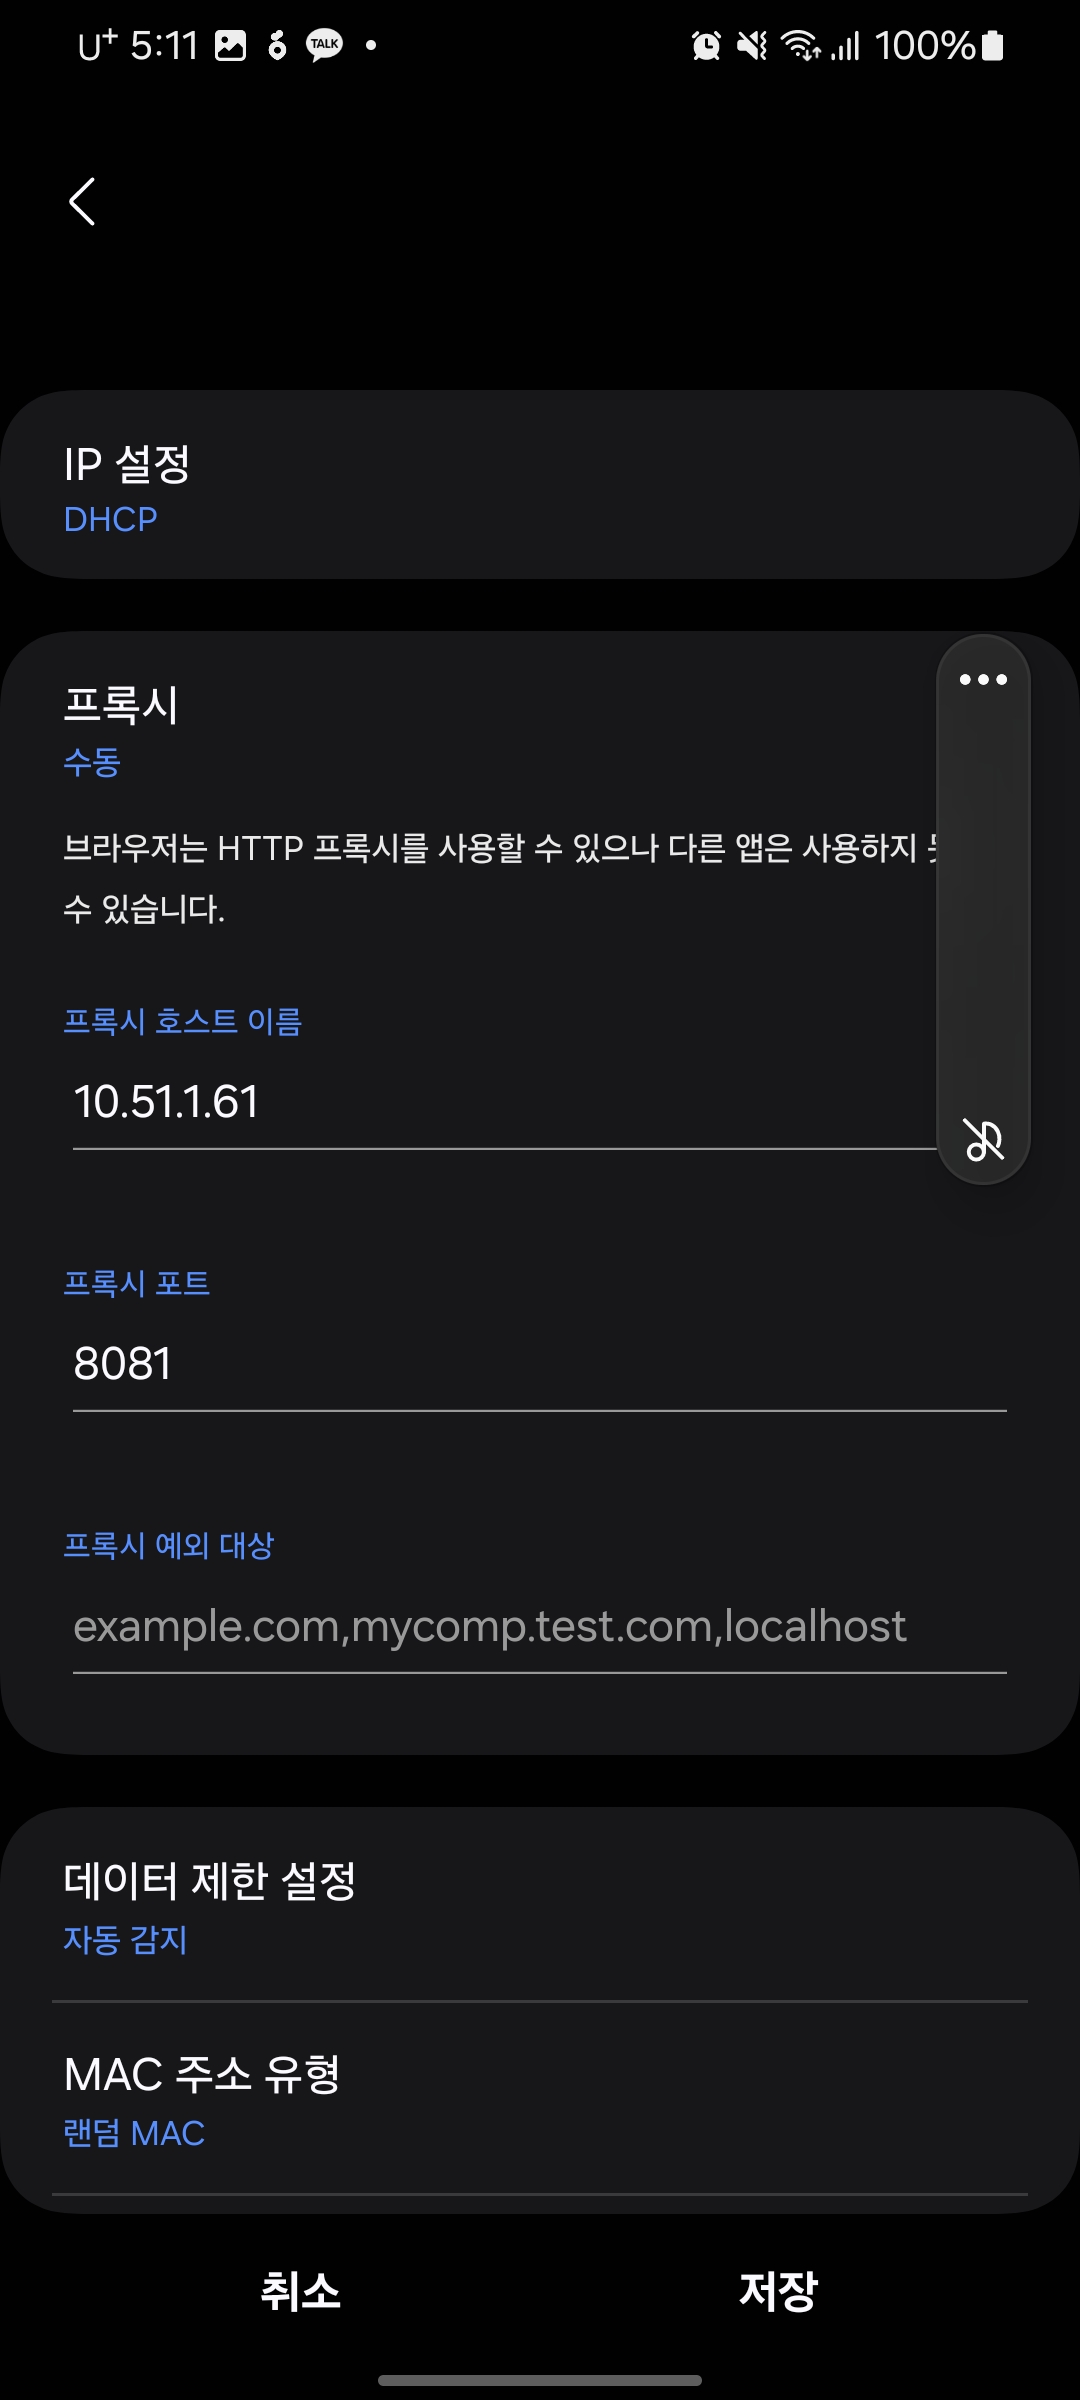 U+ 5:11 TALK 100%
IP 설정
DHCP
프록시
수동
브라우저는 HTTP 프록시를 사용할 수 있으나 다른 앱은 사용하지
수 있습니다.
프록시 호스트 이름
10.51.1.61
프록시 포트
8081
프록시 예외 대상
example.com,mycomp.test.com,localhost
데이터 제한 설정
자동 감지
MAC 주소 유형
랜덤 MAC
취소 저장